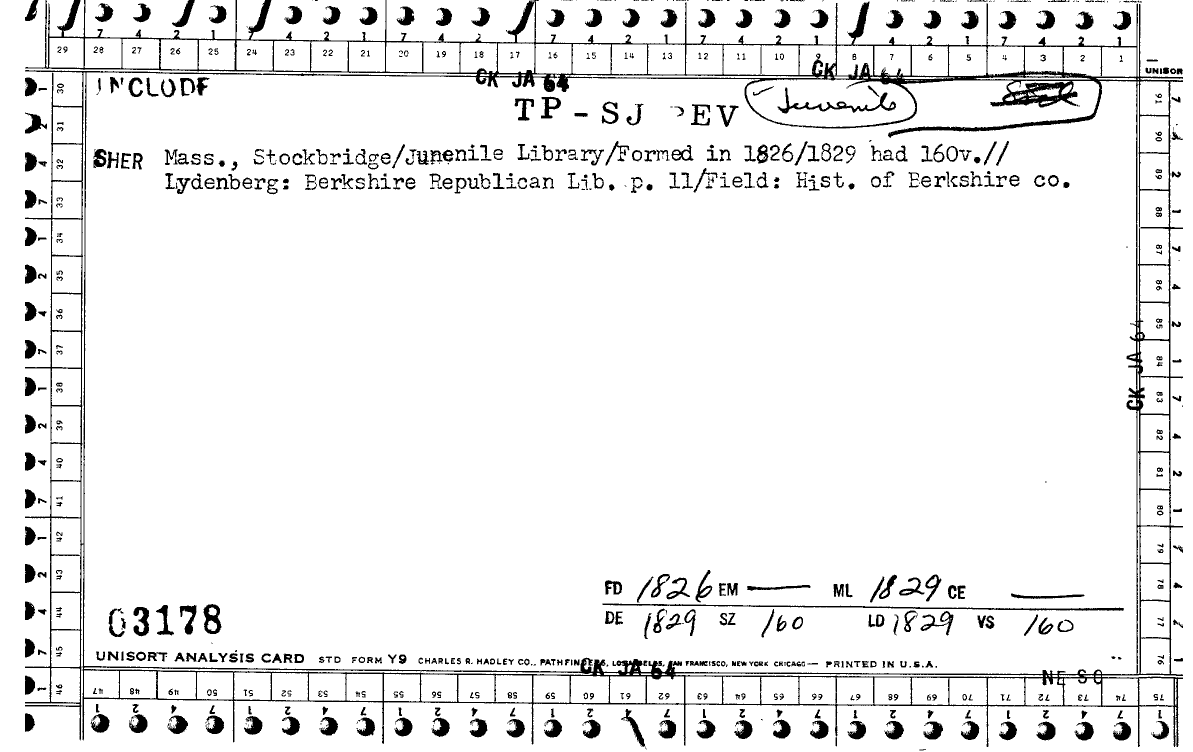 7 4 2 1 7 4 2 1 7 4 2 1 7 4 2 1 7 4 2 1 7 4 2 1 7 4 2 1
29 28 27 26 25 24 23 22 21 20 19 18 17 16 15 14 13 12 11 10 9 8 7 6 5 4 3 2 1
CK JA 64 CK JA 64
UNISOR
INCLUDE
TP-SJ DEV Juvenile
SHER Mass., Stockbridge/Junenile Library/Formed in 1826/1829 had 160v.//
Lydenberg: Berkshire Republican Lib. p. 11/Field: Hist. of Berkshire co.
30 31 32 33 34 35 36 37 38 39 40 41 42 43 44 45 46
91 90 89 88 87 86 85 84 83 82 81 80 79 78 77 76
CK JA 64
FD 1826 EM — ML 1829 CE —
DE 1829 SZ 160 LD 1829 VS 160
03178
UNISORT ANALYSIS CARD STD FORM Y9 CHARLES R. HADLEY CO., PATHFINDERS, LOS ANGELES, SAN FRANCISCO, NEW YORK CHICAGO — PRINTED IN U.S.A.
CK JA 64
NE SO
47 48 49 50 51 52 53 54 55 56 57 58 59 60 61 62 63 64 65 66 67 68 69 70 71 72 73 74 75